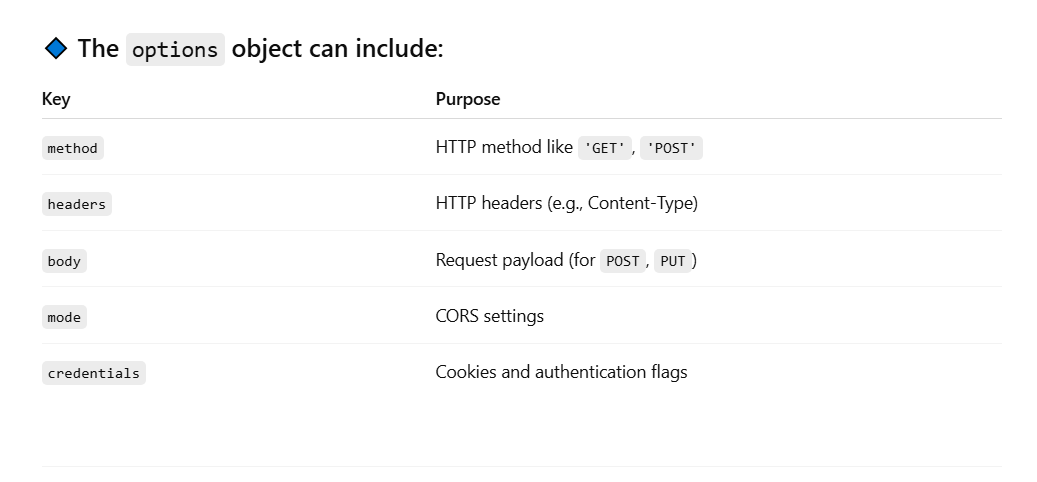 The options object can include:
Key Purpose
method HTTP method like 'GET', 'POST'
headers HTTP headers (e.g., Content-Type)
body Request payload (for POST, PUT)
mode CORS settings
credentials Cookies and authentication flags